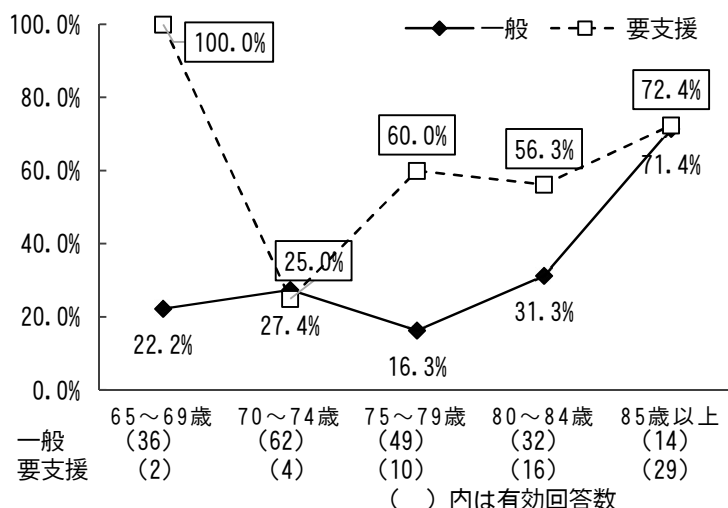 100.0%
80.0%
60.0%
40.0%
20.0%
0.0%
一般
要支援
100.0%
25.0%
60.0%
56.3%
72.4%
22.2%
27.4%
16.3%
31.3%
71.4%
65～69歳 70～74歳 75～79歳 80～84歳 85歳以上
一般 (36) (62) (49) (32) (14)
要支援 (2) (4) (10) (16) (29)
(　)内は有効回答数